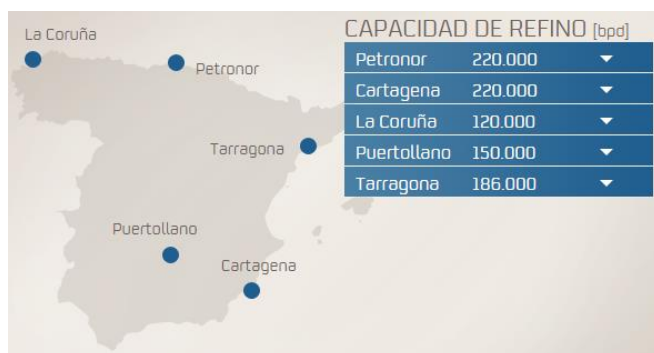 La Coruña
Petronor
Tarragona
Puertollano
Cartagena
CAPACIDAD DE REFINO [bpd]
Petronor 220.000
Cartagena 220.000
La Coruña 120.000
Puertollano 150.000
Tarragona 186.000